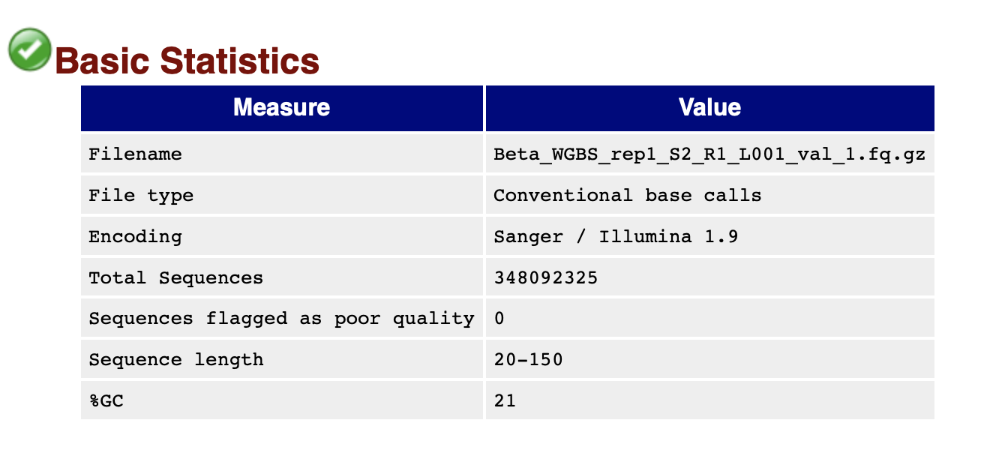 Basic Statistics
Measure Value
Filename Beta_WGBS_rep1_S2_R1_L001_val_1.fq.gz
File type Conventional base calls
Encoding Sanger / Illumina 1.9
Total Sequences 348092325
Sequences flagged as poor quality 0
Sequence length 20-150
%GC 21